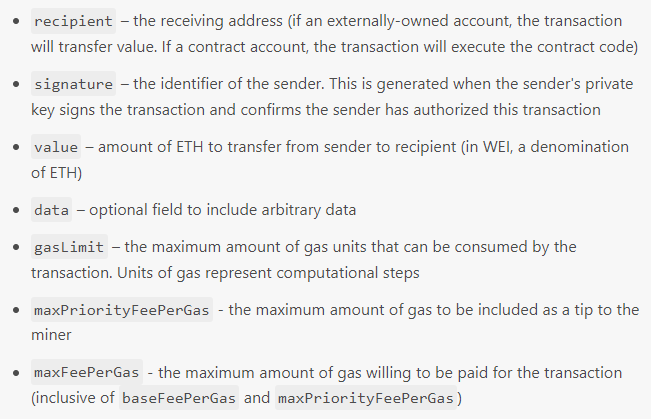 • recipient – the receiving address (if an externally-owned account, the transaction
will transfer value. If a contract account, the transaction will execute the contract code)
• signature – the identifier of the sender. This is generated when the sender's private
key signs the transaction and confirms the sender has authorized this transaction
• value – amount of ETH to transfer from sender to recipient (in WEI, a denomination
of ETH)
• data – optional field to include arbitrary data
• gasLimit – the maximum amount of gas units that can be consumed by the
transaction. Units of gas represent computational steps
• maxPriorityFeePerGas - the maximum amount of gas to be included as a tip to the
miner
• maxFeePerGas - the maximum amount of gas willing to be paid for the transaction
(inclusive of baseFeePerGas and maxPriorityFeePerGas)